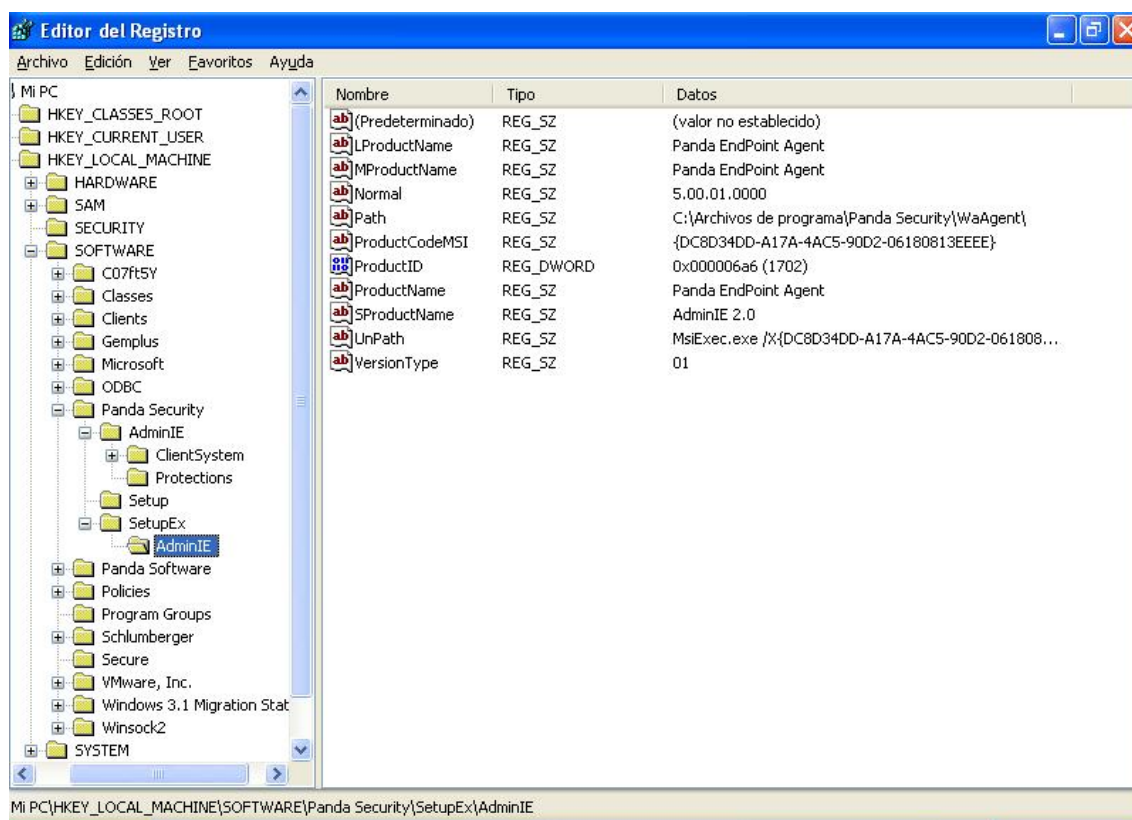 Editor del Registro
Archivo Edición Ver Favoritos Ayuda
Mi PC
HKEY_CLASSES_ROOT
HKEY_CURRENT_USER
HKEY_LOCAL_MACHINE
HARDWARE
SAM
SECURITY
SOFTWARE
C07ft5Y
Classes
Clients
Gemplus
Microsoft
ODBC
Panda Security
AdminIE
ClientSystem
Protections
Setup
SetupEx
AdminIE
Panda Software
Policies
Program Groups
Schlumberger
Secure
VMware, Inc.
Windows 3.1 Migration Stat
Winsock2
SYSTEM
Nombre Tipo Datos
(Predeterminado) REG_SZ (valor no establecido)
LProductName REG_SZ Panda EndPoint Agent
MProductName REG_SZ Panda EndPoint Agent
Normal REG_SZ 5.00.01.0000
Path REG_SZ C:\Archivos de programa\Panda Security\WaAgent\
ProductCodeMSI REG_SZ {DC8D34DD-A17A-4AC5-90D2-06180813EEEE}
ProductID REG_DWORD 0x000006a6 (1702)
ProductName REG_SZ Panda EndPoint Agent
SProductName REG_SZ AdminIE 2.0
UnPath REG_SZ MsiExec.exe /X{DC8D34DD-A17A-4AC5-90D2-061808...
VersionType REG_SZ 01
Mi PC\HKEY_LOCAL_MACHINE\SOFTWARE\Panda Security\SetupEx\AdminIE